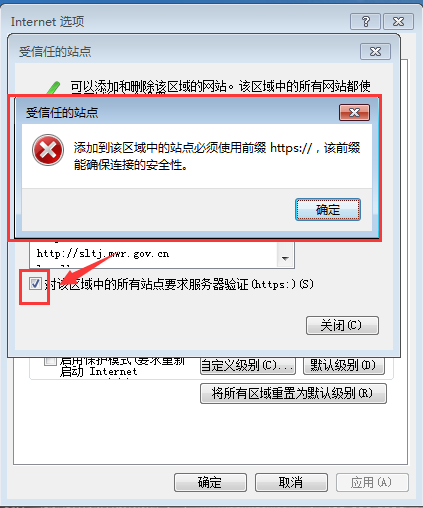 Internet 选项
受信任的站点
可以添加和删除该区域的网站。该区域中的所有网站都使
受信任的站点
添加到该区域中的站点必须使用前缀 https://，该前缀
能确保连接的安全性。
确定
http://sltj.mwr.gov.cn
对该区域中的所有站点要求服务器验证(https:)(S)
关闭(C)
启用保护模式(要求重新
启动 Internet
自定义级别(C)...
默认级别(D)
将所有区域重置为默认级别(R)
确定
取消
应用(A)